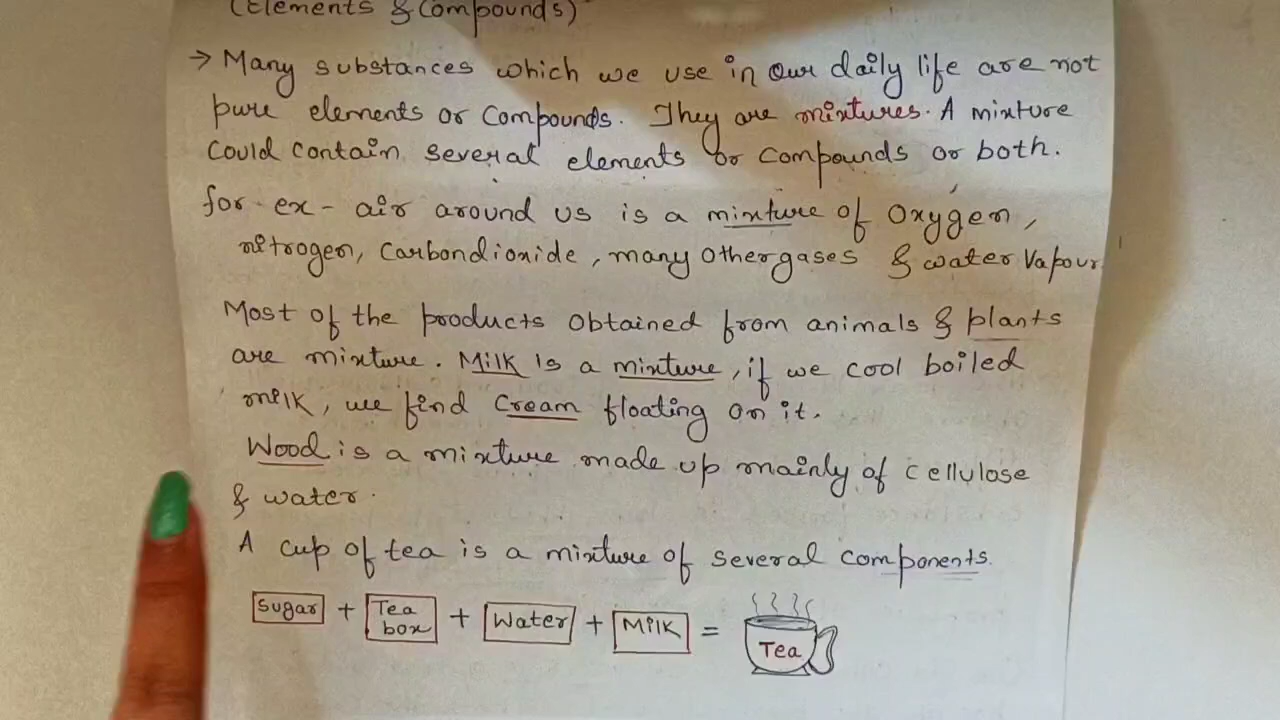 (Elements & Compounds)
→ Many substances which we use in our daily life are not
pure elements or compounds. They are mixtures. A mixture
could contain several elements or compounds or both.
for ex - air around us is a mixture of oxygen,
nitrogen, carbondioxide, many other gases & water vapour
Most of the products obtained from animals & plants
are mixture. Milk is a mixture, if we cool boiled
milk, we find cream floating on it.
Wood is a mixture made up mainly of cellulose
& water.
A cup of tea is a mixture of several components.
Sugar + Tea box + Water + Milk = Tea